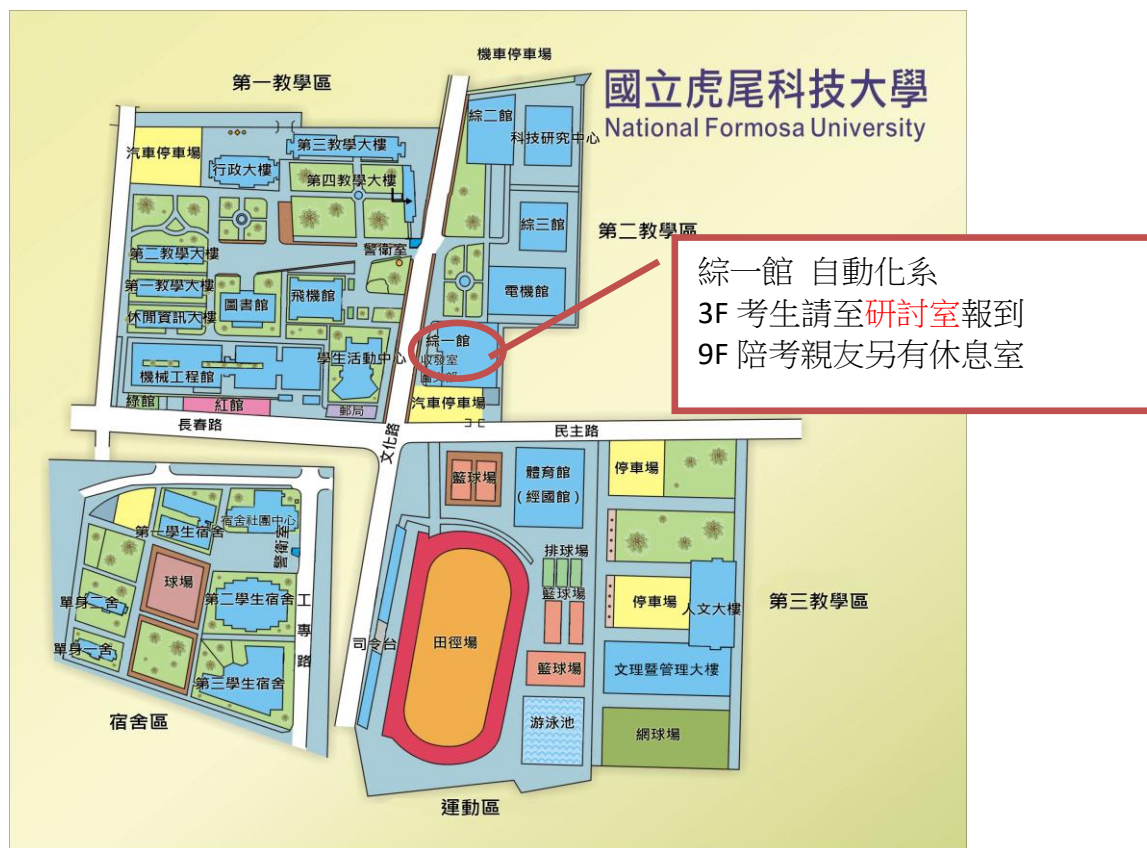 機車停車場
第一教學區
國立虎尾科技大學
National Formosa University
綜二館
科技研究中心
汽車停車場
第三教學大樓
行政大樓
第四教學大樓
綜三館
第二教學區
警衛室
第二教學大樓
第一教學大樓
圖書館
飛機館
電機館
休閒資訊大樓
綜一館 自動化系
3F 考生請至研討室報到
9F 陪考親友另有休息室
綜一館
收發室
學生活動中心
機械工程館
綠館
紅館
郵局
汽車停車場
長春路
文化路
民主路
籃球場
體育館
(經國館)
停車場
宿舍社團中心
第一學生宿舍
警衛室
排球場
籃球場
球場
單身二舍
第二學生宿舍
工專路
停車場
人文大樓
第三教學區
單身一舍
司令台
田徑場
籃球場
文理暨管理大樓
第三學生宿舍
宿舍區
游泳池
網球場
運動區